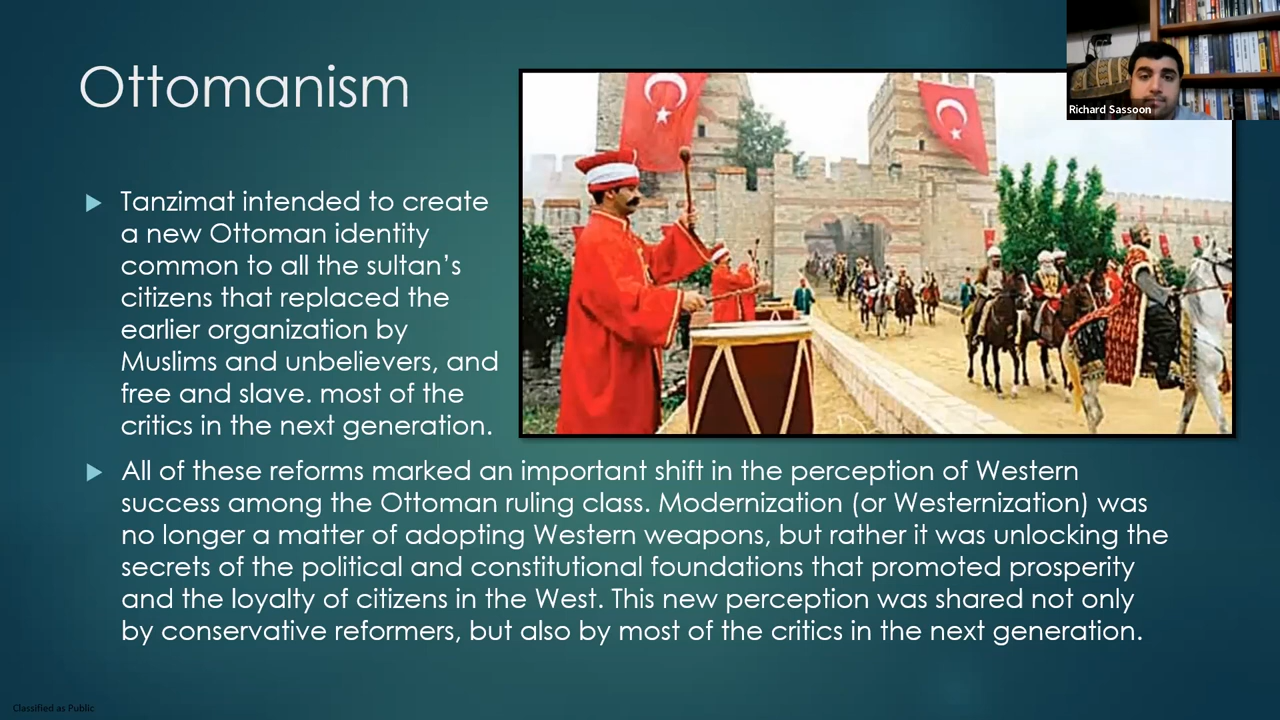 Ottomanism
Richard Sassoon
Tanzimat intended to create
a new Ottoman identity
common to all the sultan’s
citizens that replaced the
earlier organization by
Muslims and unbelievers, and
free and slave. most of the
critics in the next generation.
All of these reforms marked an important shift in the perception of Western
success among the Ottoman ruling class. Modernization (or Westernization) was
no longer a matter of adopting Western weapons, but rather it was unlocking the
secrets of the political and constitutional foundations that promoted prosperity
and the loyalty of citizens in the West. This new perception was shared not only
by conservative reformers, but also by most of the critics in the next generation.
Classified as Public